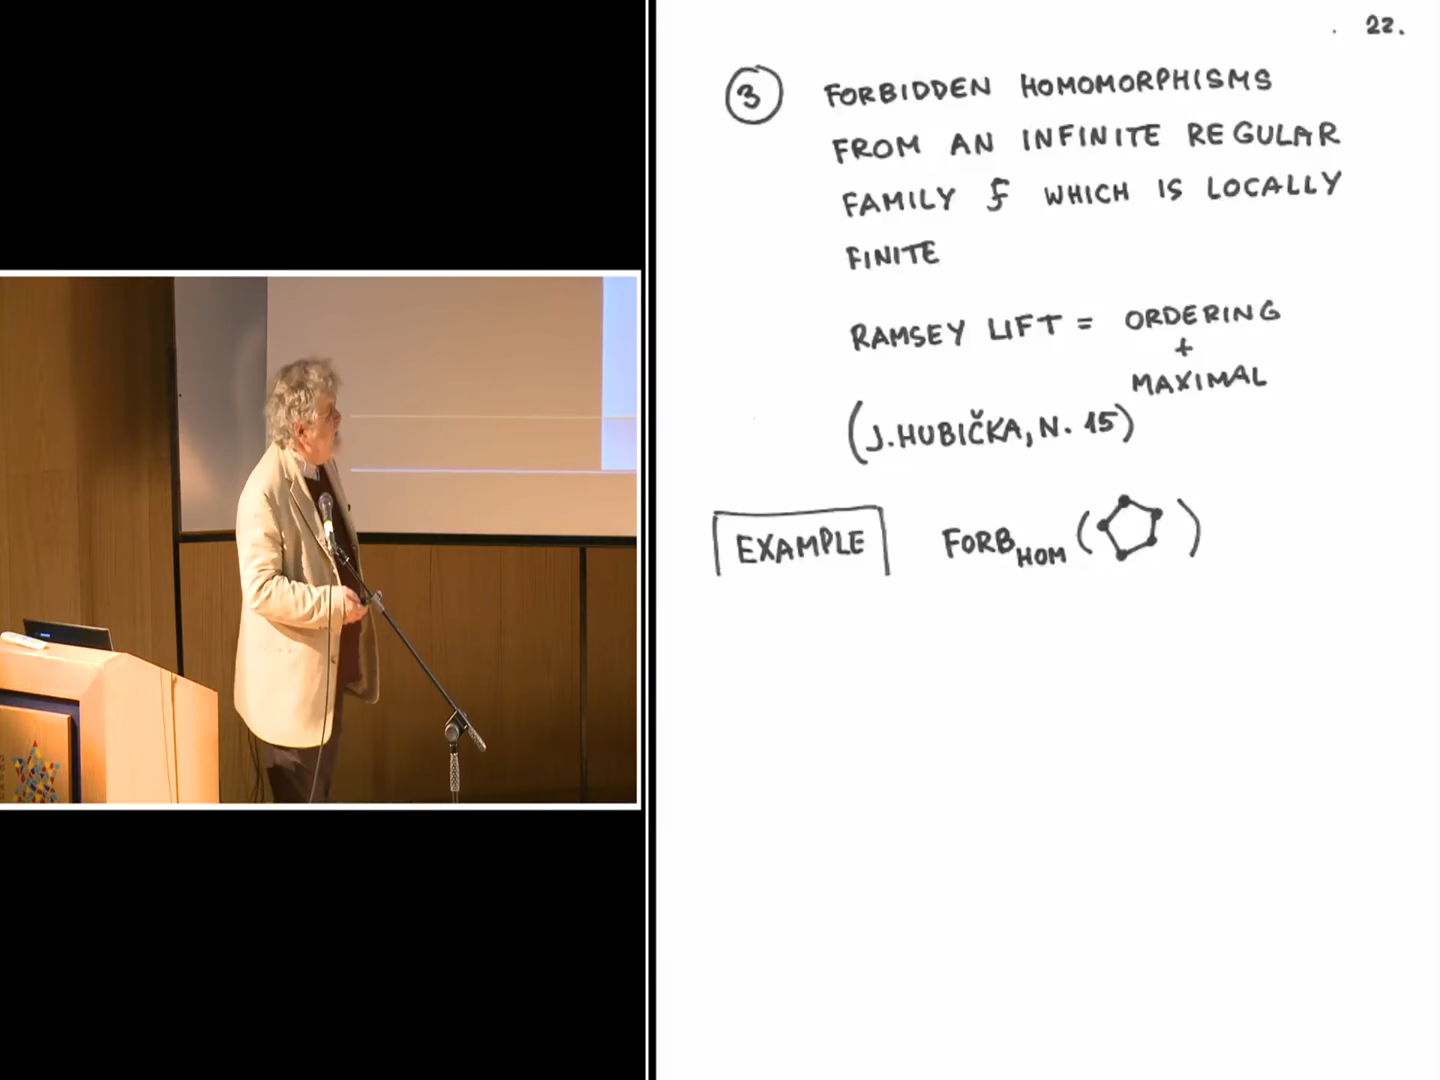 22.
3 FORBIDDEN HOMOMORPHISMS
FROM AN INFINITE REGULAR
FAMILY F WHICH IS LOCALLY
FINITE
RAMSEY LIFT = ORDERING
+
MAXIMAL
(J. HUBIČKA, N. 15)
EXAMPLE FORB HOM ( )